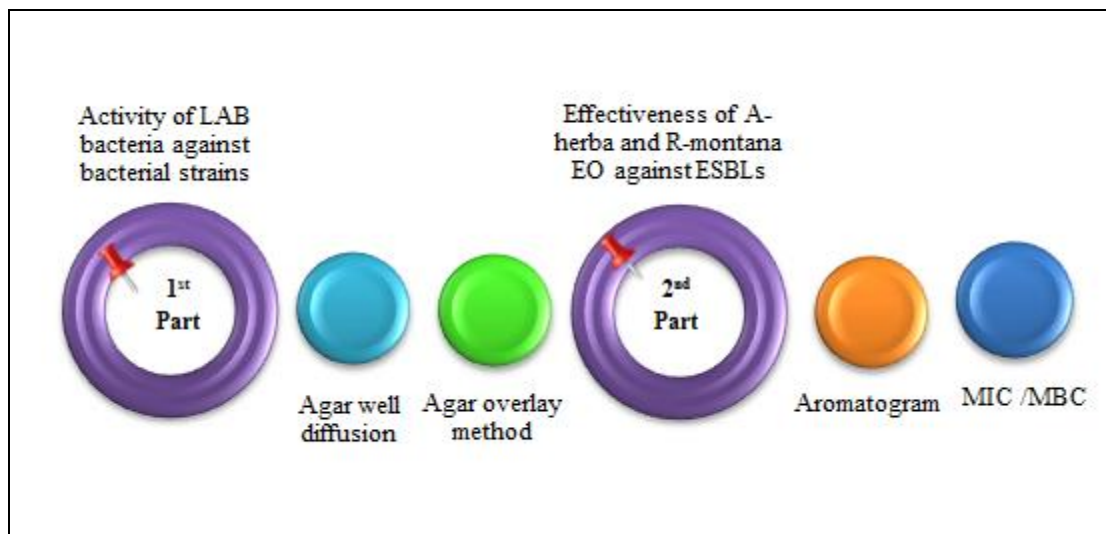 Activity of LAB
bacteria against
bacterial strains
1st
Part
Agar well
diffusion
Agar overlay
method
Effectiveness of A-
herba and R-montana
EO against ESBLs
2nd
Part
Aromatogram
MIC /MBC